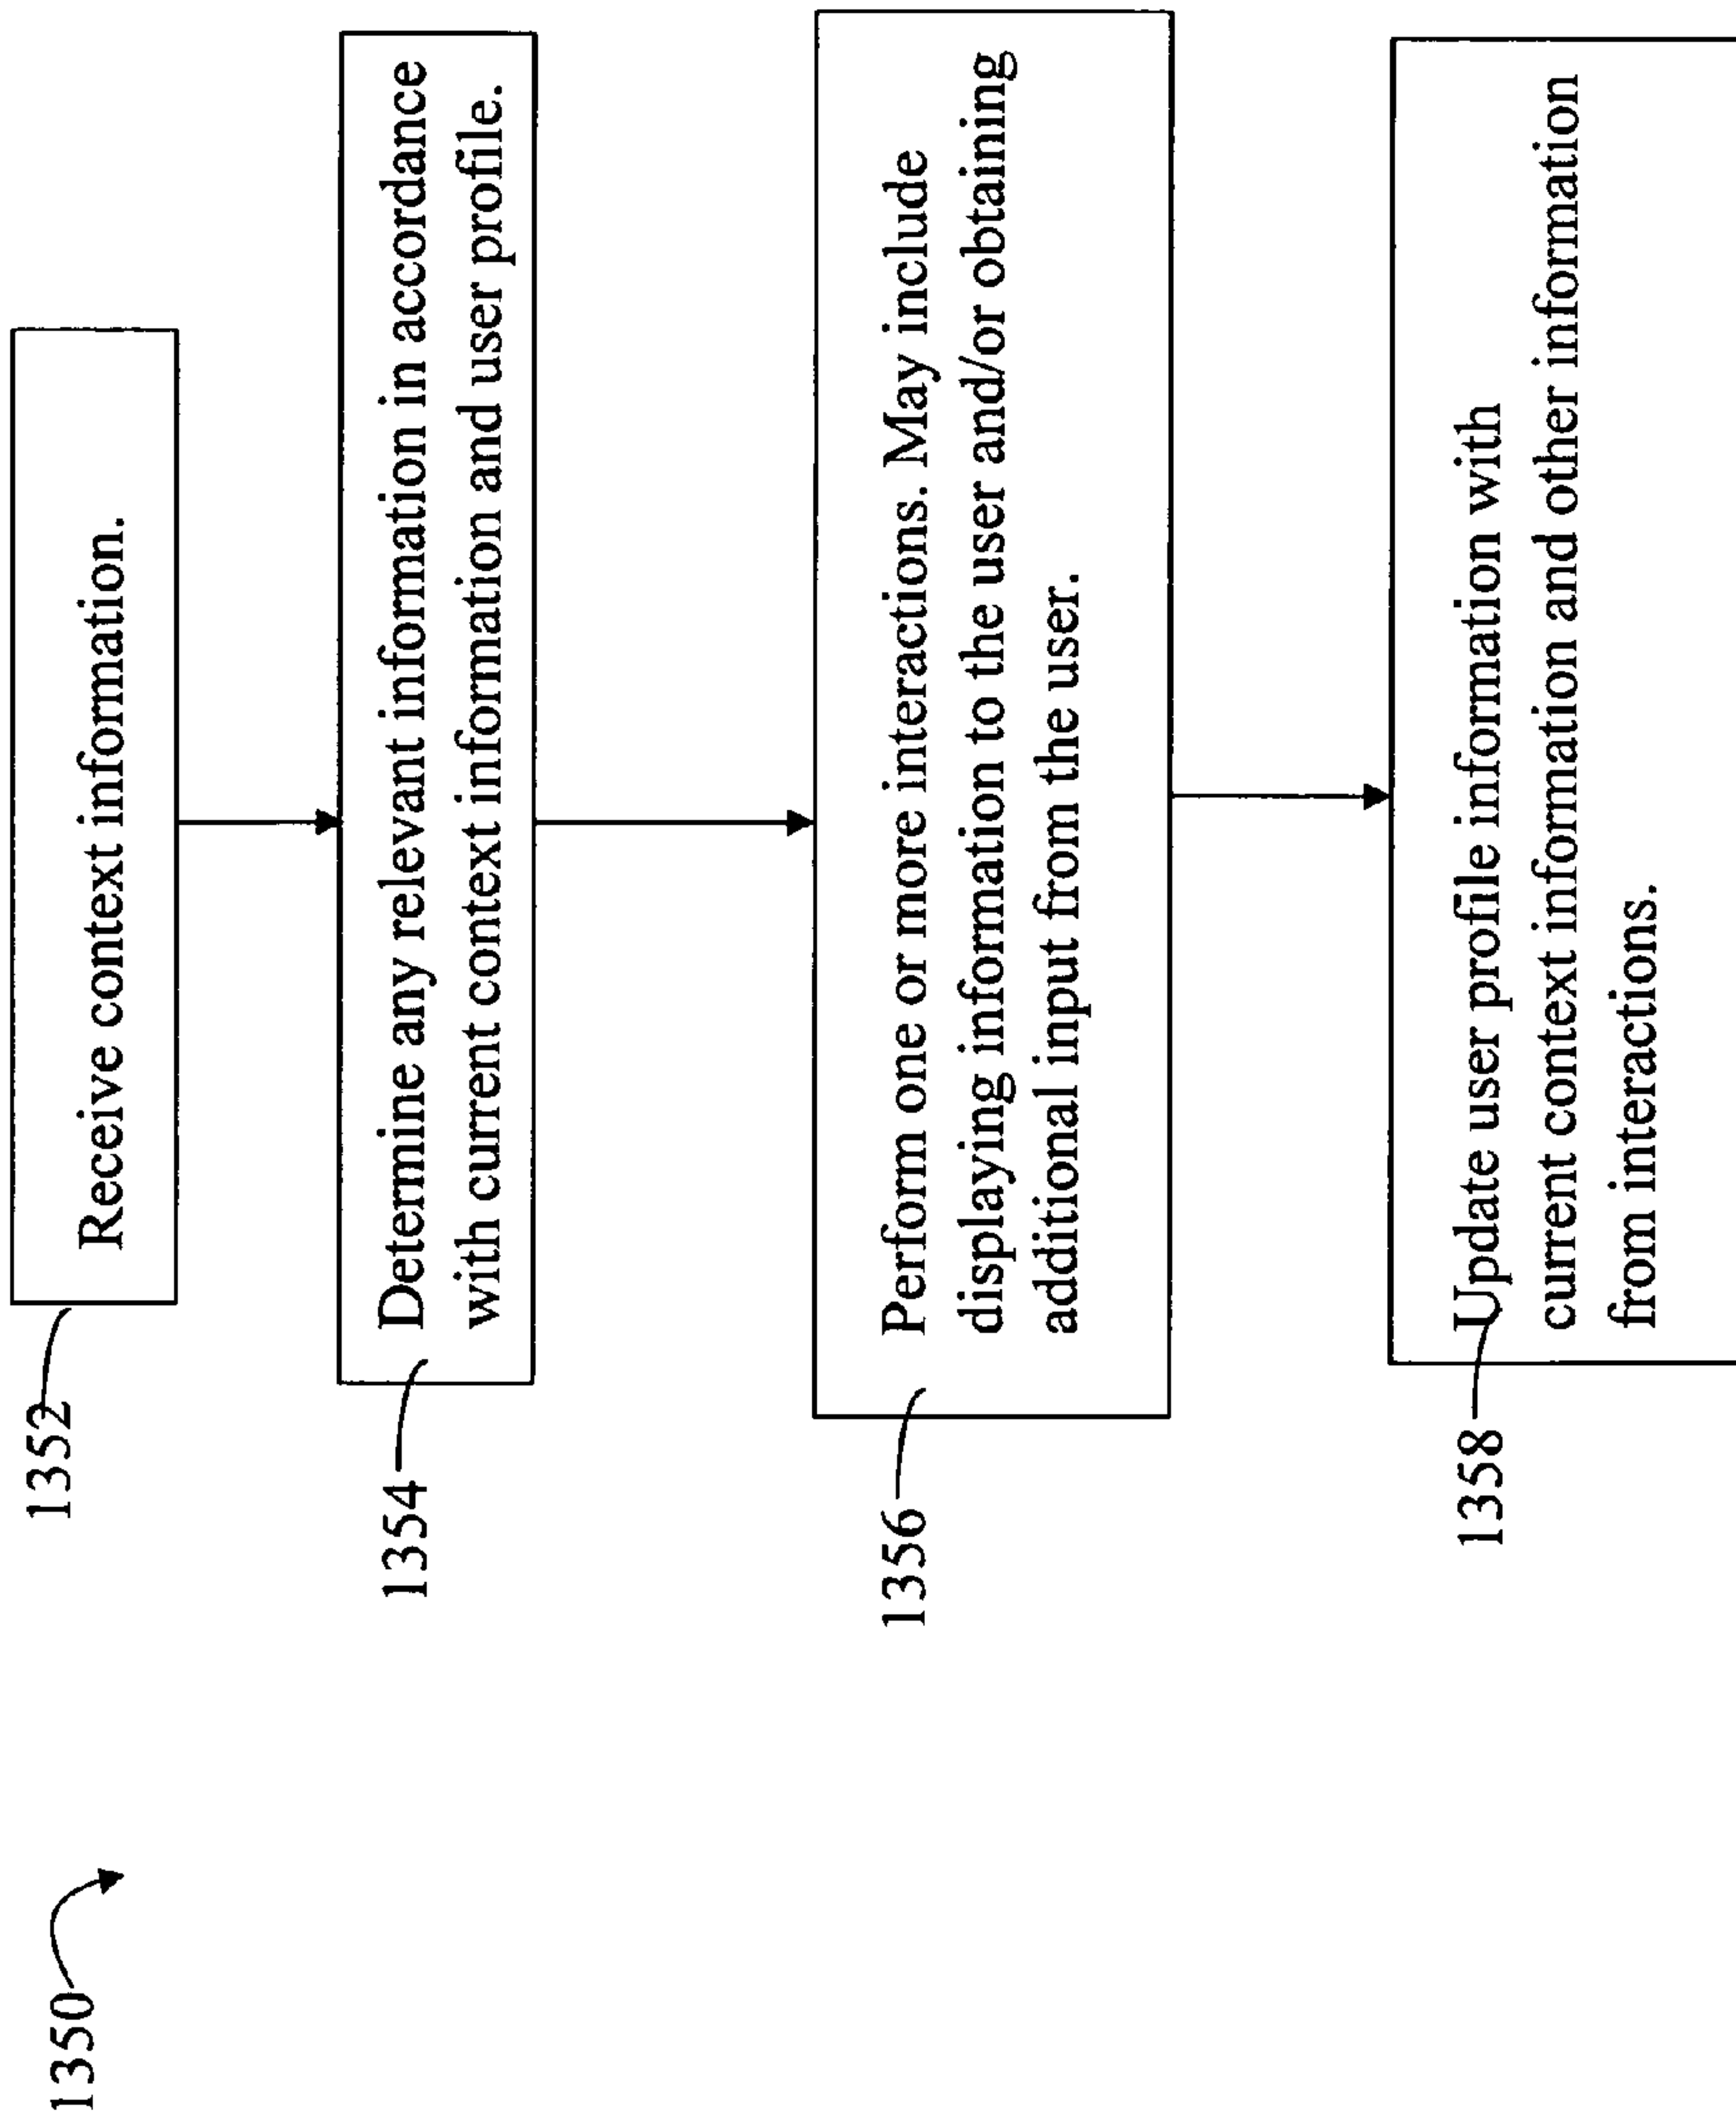 1350
1352
Receive context information.
1354
Determine any relevant information in accordance
with current context information and user profile.
1356
Perform one or more interactions. May include
displaying information to the user and/or obtaining
additional input from the user.
1358
Update user profile information with
current context information and other information
from interactions.